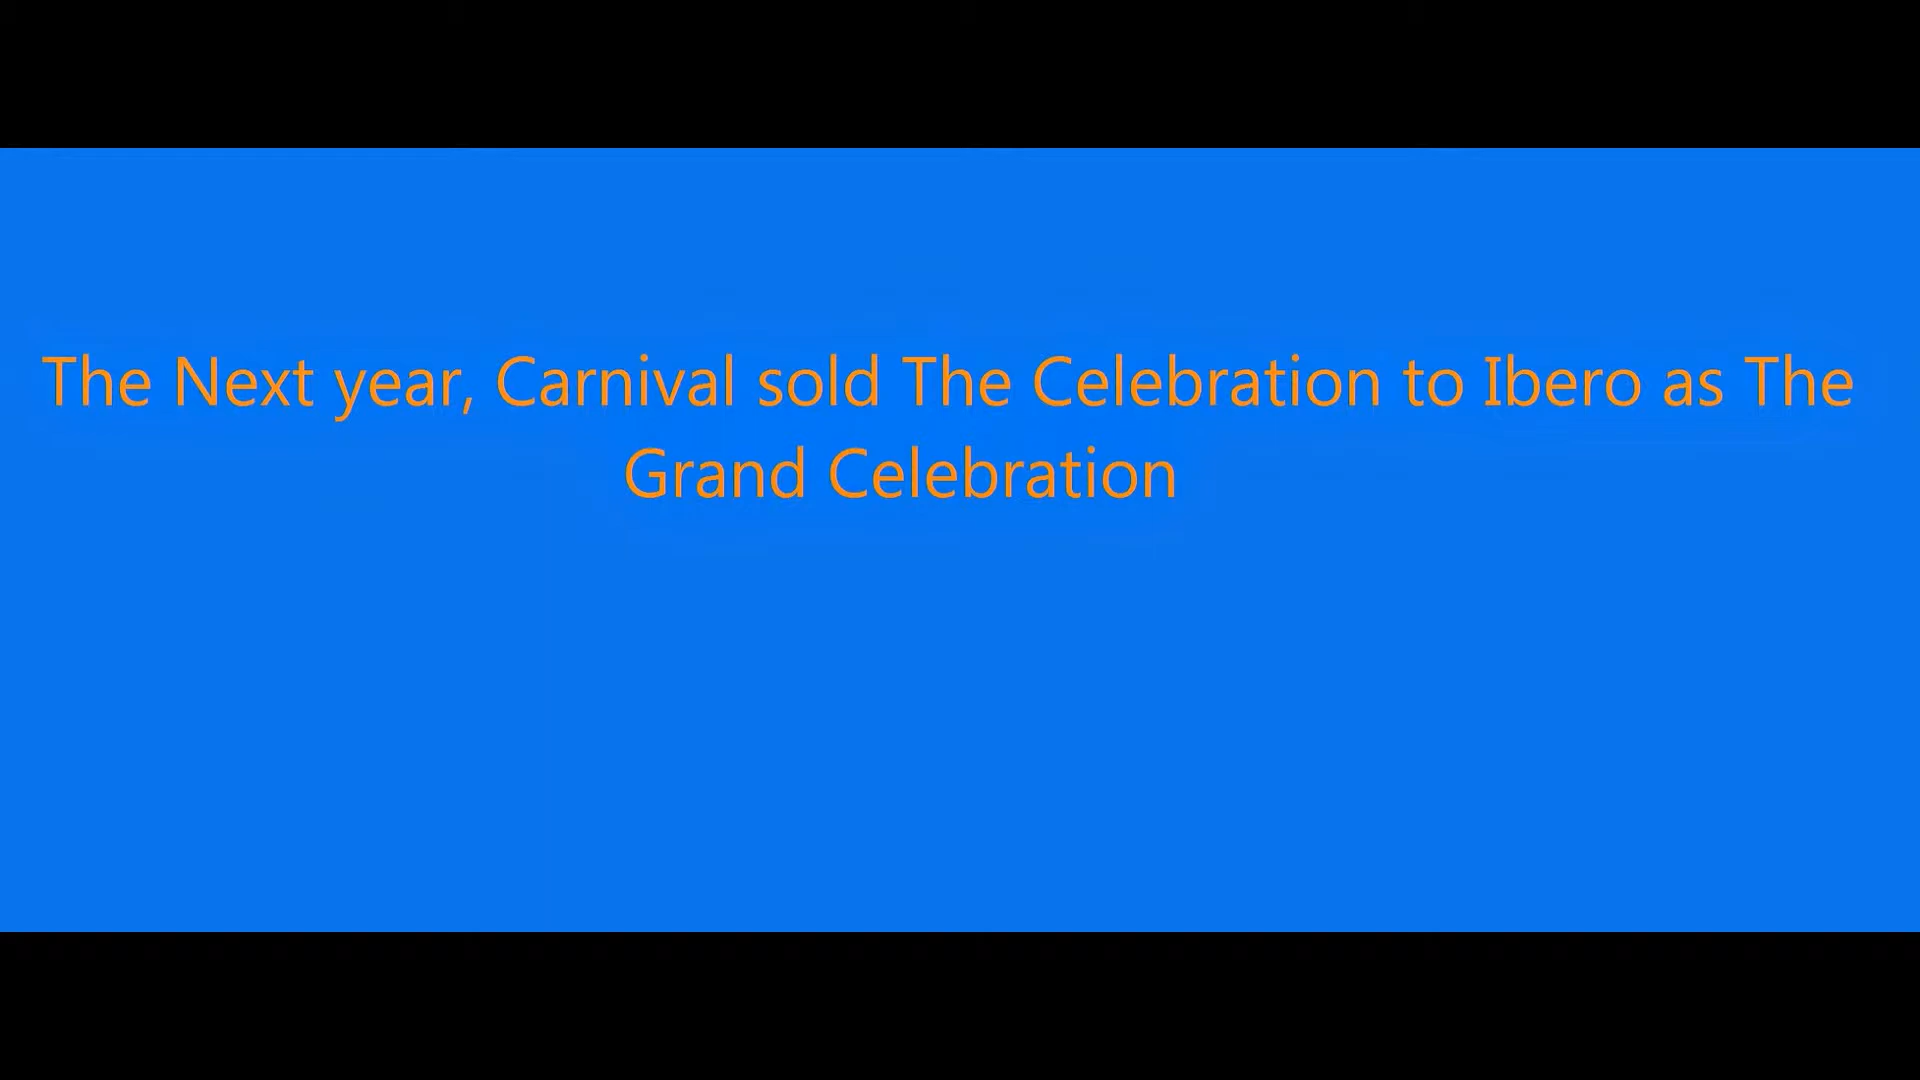 The Next year, Carnival sold The Celebration to Ibero as The
Grand Celebration